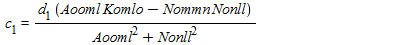 c₁ = d₁ (Aooml Komlo − Nommn Nonll) / (Aooml² + Nonll²)